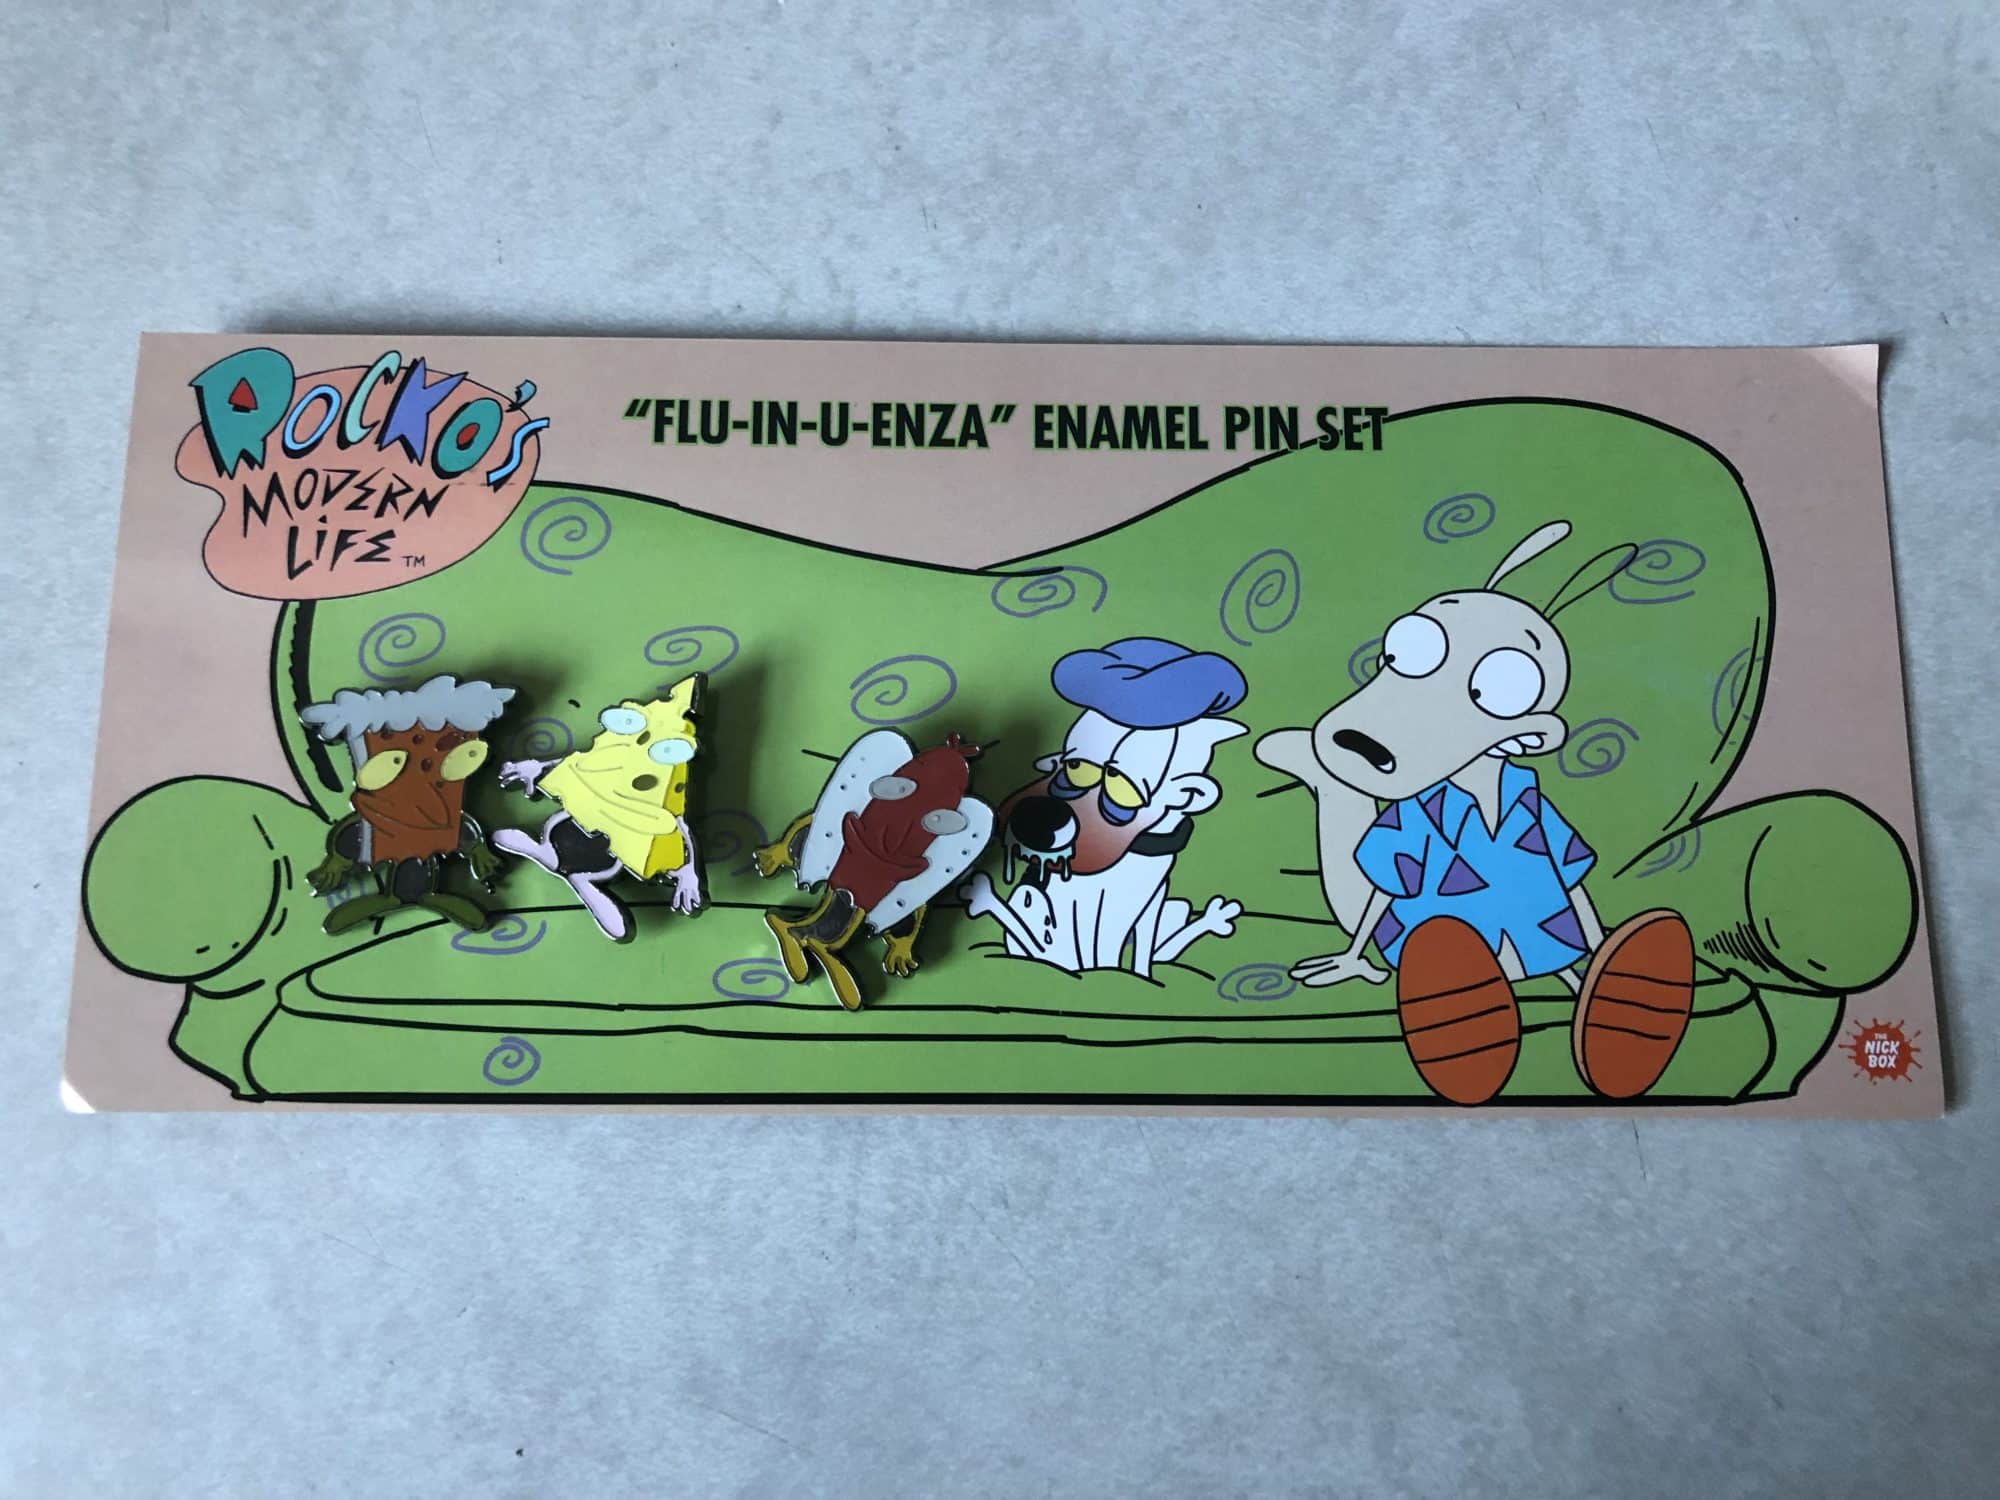 ROCKO'S
MODERN
LIFE TM
"FLU-IN-U-ENZA" ENAMEL PIN SET
THE
NICK
BOX